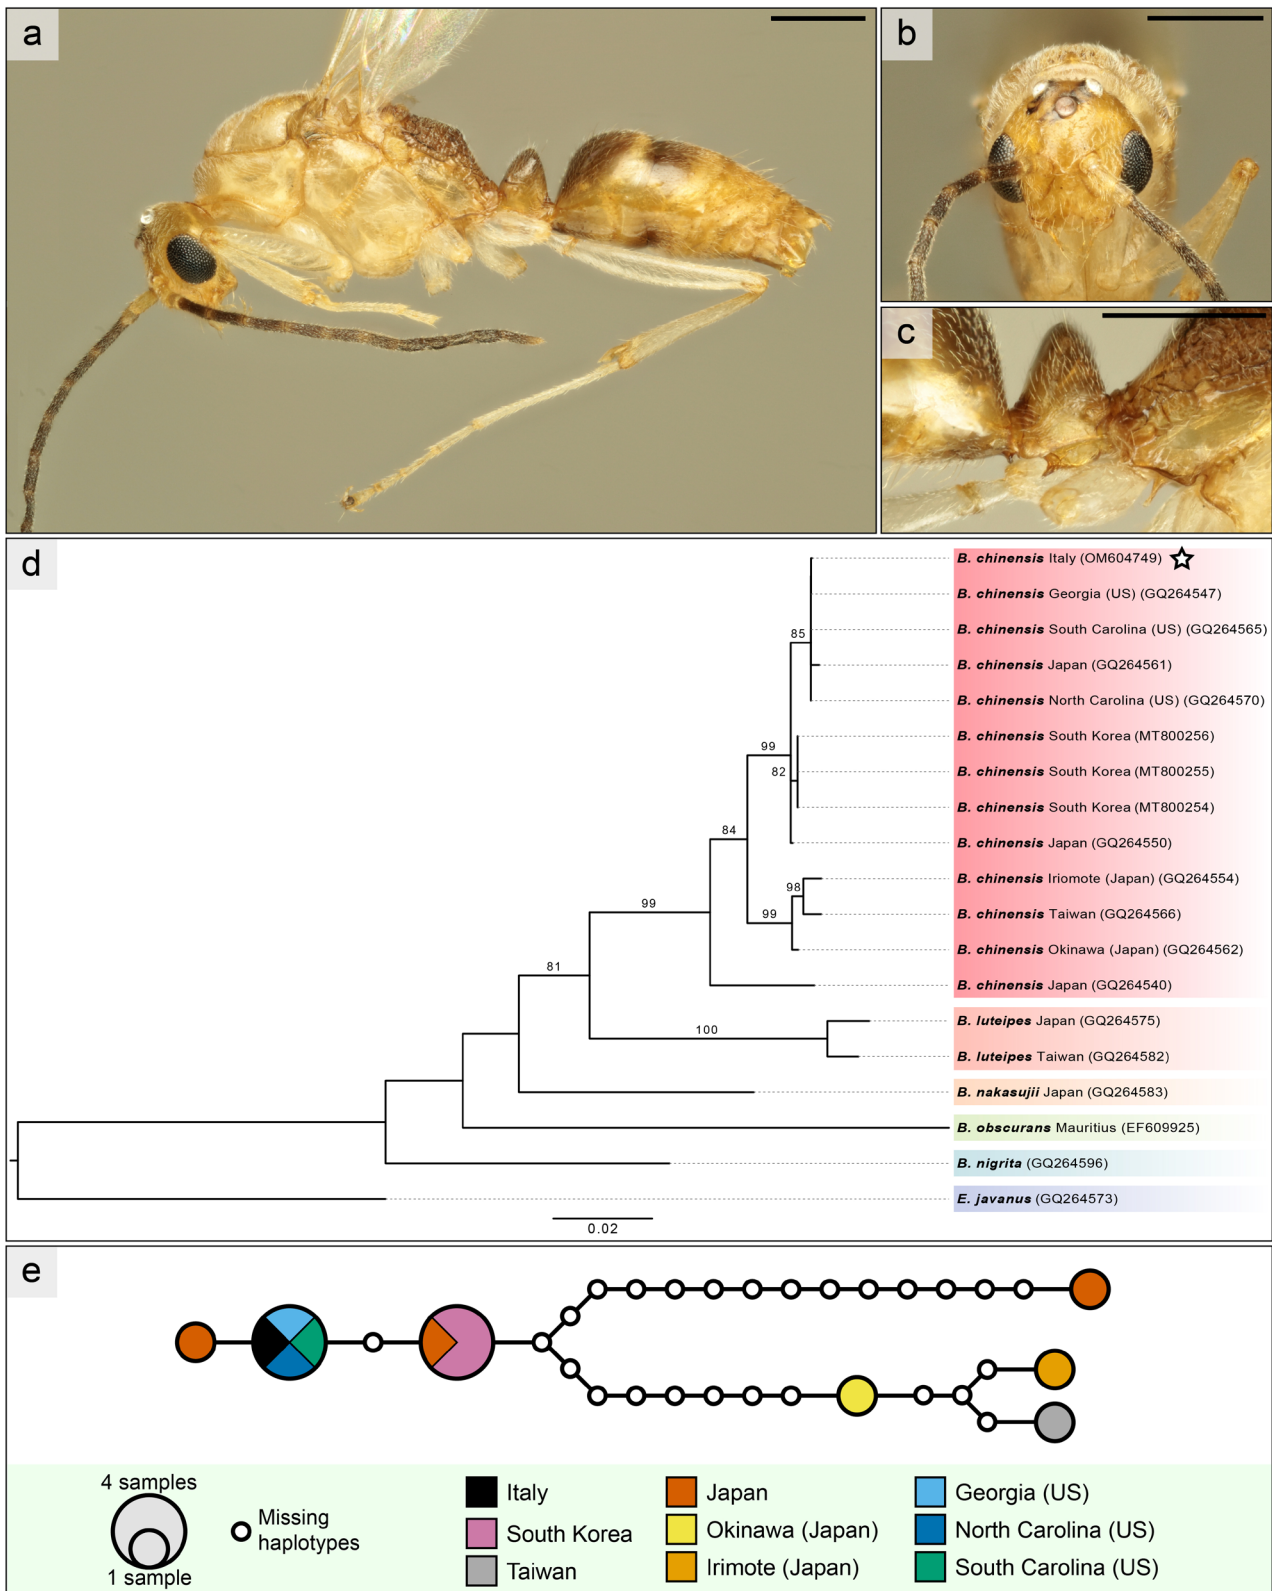 a
b
c
d
B. chinensis Italy (OM604749)
B. chinensis Georgia (US) (GQ264547)
85
B. chinensis South Carolina (US) (GQ264565)
B. chinensis Japan (GQ264561)
B. chinensis North Carolina (US) (GQ264570)
B. chinensis South Korea (MT800256)
99
82
B. chinensis South Korea (MT800255)
B. chinensis South Korea (MT800254)
84
B. chinensis Japan (GQ264550)
B. chinensis Iriomote (Japan) (GQ264554)
98
99
99
B. chinensis Taiwan (GQ264566)
B. chinensis Okinawa (Japan) (GQ264562)
81
B. chinensis Japan (GQ264540)
B. luteipes Japan (GQ264575)
100
B. luteipes Taiwan (GQ264582)
B. nakasujii Japan (GQ264583)
B. obscurans Mauritius (EF609925)
B. nigrita (GQ264596)
E. javanus (GQ264573)
0.02
e
4 samples
1 sample
Missing
haplotypes
Italy
South Korea
Taiwan
Japan
Okinawa (Japan)
Irimote (Japan)
Georgia (US)
North Carolina (US)
South Carolina (US)